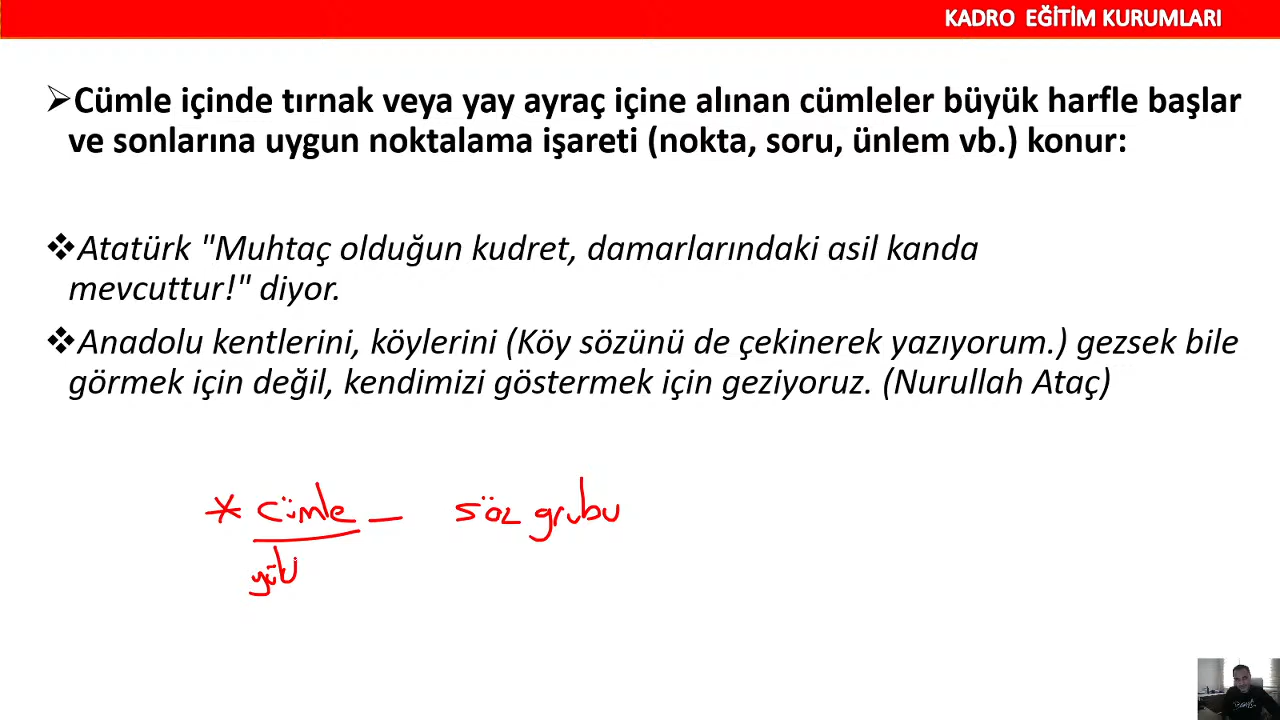 KADRO EĞİTİM KURUMLARI
➢Cümle içinde tırnak veya yay ayraç içine alınan cümleler büyük harfle başlar
ve sonlarına uygun noktalama işareti (nokta, soru, ünlem vb.) konur:
❖Atatürk "Muhtaç olduğun kudret, damarlarındaki asil kanda
mevcuttur!" diyor.
❖Anadolu kentlerini, köylerini (Köy sözünü de çekinerek yazıyorum.) gezsek bile
görmek için değil, kendimizi göstermek için geziyoruz. (Nurullah Ataç)
* cümle – söz grubu